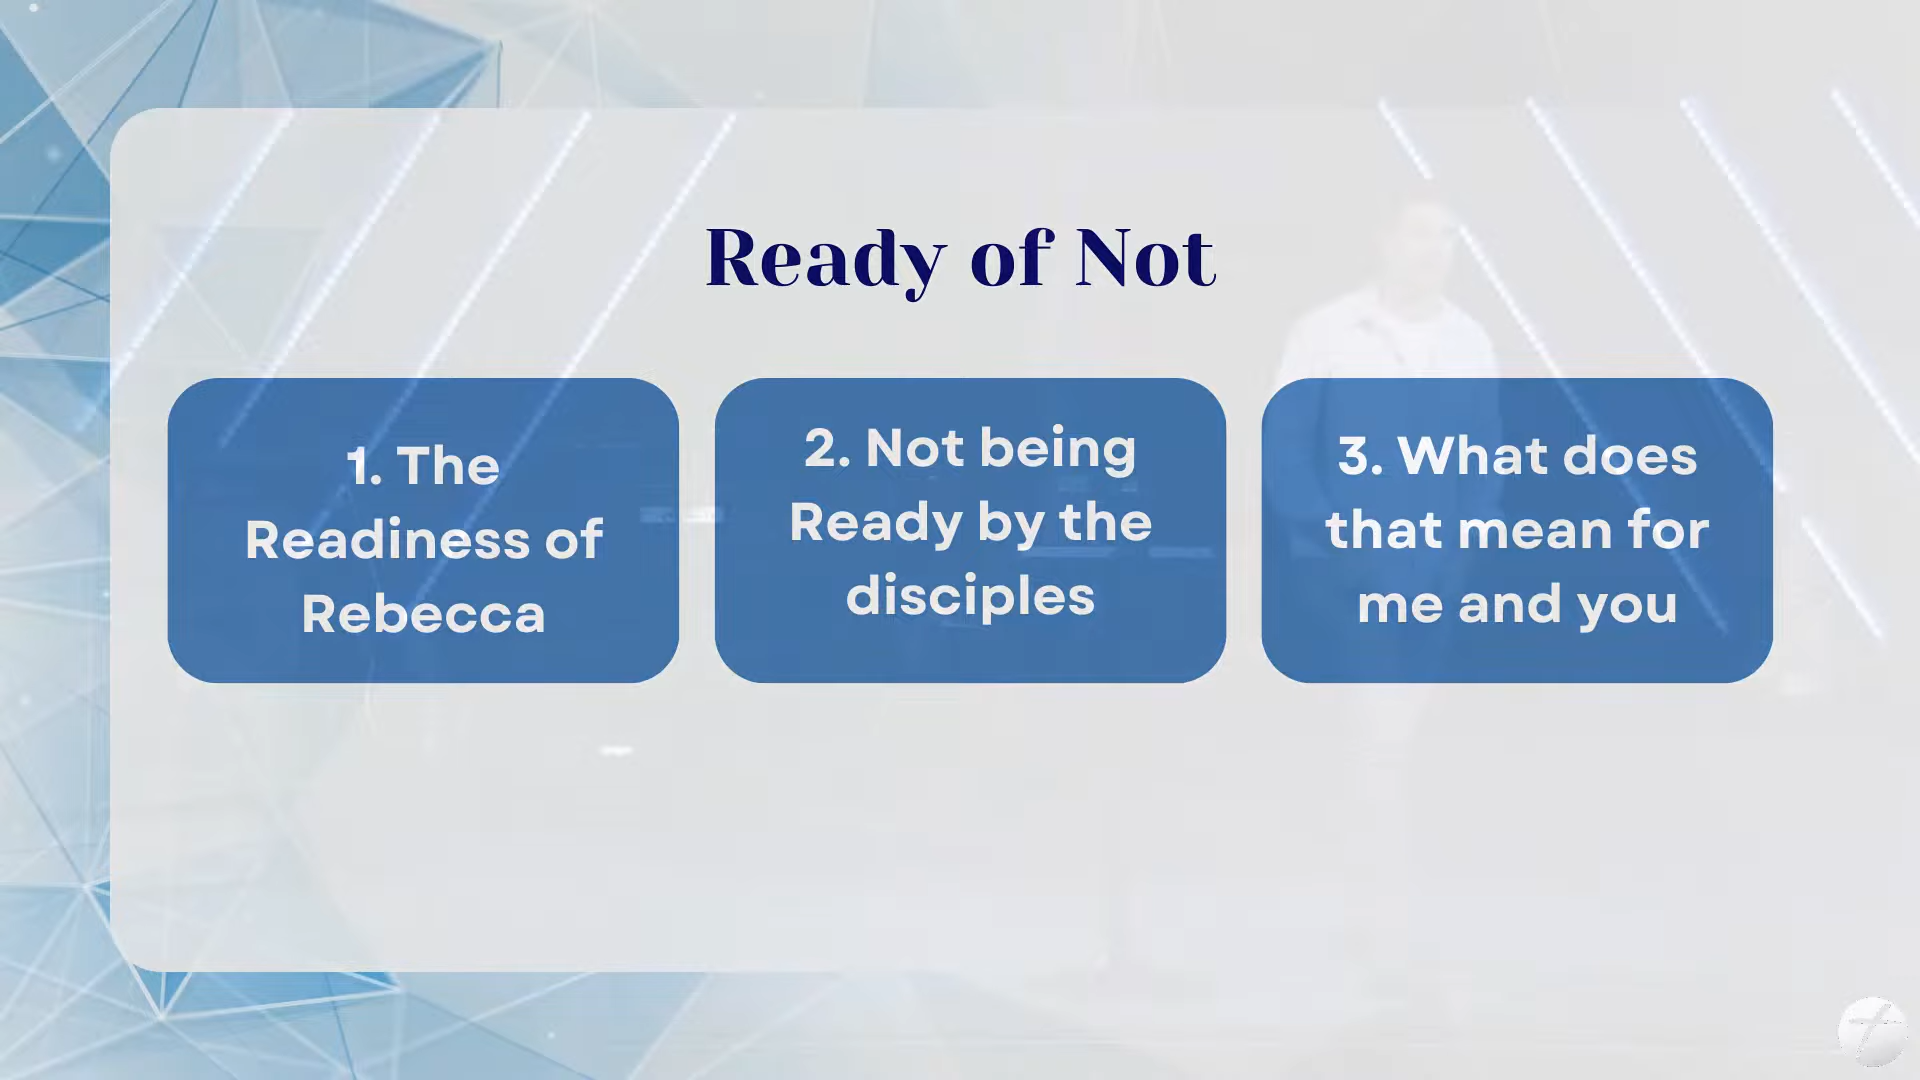 Ready of Not
1. The
Readiness of
Rebecca
2. Not being
Ready by the
disciples
3. What does
that mean for
me and you